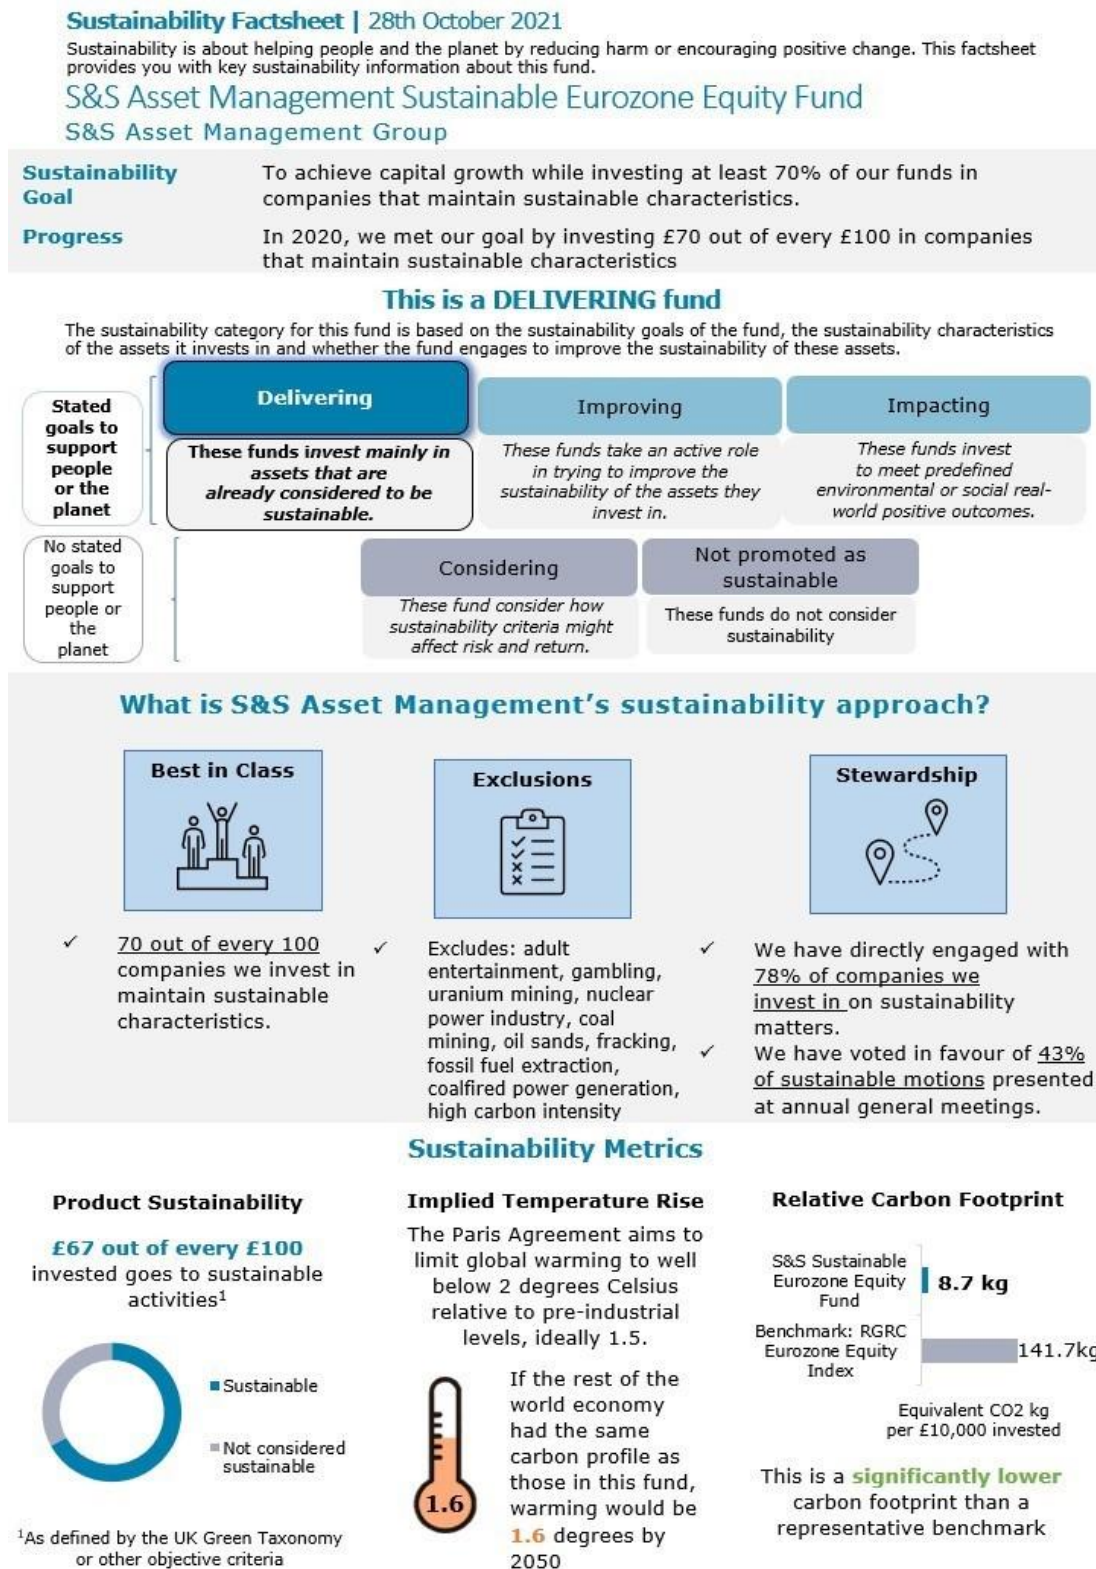 Sustainability Factsheet | 28th October 2021
Sustainability is about helping people and the planet by reducing harm or encouraging positive change. This factsheet
provides you with key sustainability information about this fund.
S&S Asset Management Sustainable Eurozone Equity Fund
S&S Asset Management Group
Sustainability
Goal
To achieve capital growth while investing at least 70% of our funds in
companies that maintain sustainable characteristics.
Progress
In 2020, we met our goal by investing £70 out of every £100 in companies
that maintain sustainable characteristics
This is a DELIVERING fund
The sustainability category for this fund is based on the sustainability goals of the fund, the sustainability characteristics
of the assets it invests in and whether the fund engages to improve the sustainability of these assets.
Stated
goals to
support
people
or the
planet
Delivering
These funds invest mainly in
assets that are
already considered to be
sustainable.
Improving
These funds take an active role
in trying to improve the
sustainability of the assets they
invest in.
Impacting
These funds invest
to meet predefined
environmental or social real-
world positive outcomes.
No stated
goals to
support
people or
the
planet
Considering
These fund consider how
sustainability criteria might
affect risk and return.
Not promoted as
sustainable
These funds do not consider
sustainability
What is S&S Asset Management's sustainability approach?
Best in Class
✓ 70 out of every 100
companies we invest in
maintain sustainable
characteristics.
Exclusions
✓ Excludes: adult
entertainment, gambling,
uranium mining, nuclear
power industry, coal
mining, oil sands, fracking,
fossil fuel extraction,
coalfired power generation,
high carbon intensity
Stewardship
✓ We have directly engaged with
78% of companies we
invest in on sustainability
matters.
✓ We have voted in favour of 43%
of sustainable motions presented
at annual general meetings.
Sustainability Metrics
Product Sustainability
£67 out of every £100
invested goes to sustainable
activities¹
Sustainable
Not considered
sustainable
¹As defined by the UK Green Taxonomy
or other objective criteria
Implied Temperature Rise
The Paris Agreement aims to
limit global warming to well
below 2 degrees Celsius
relative to pre-industrial
levels, ideally 1.5.
1.6
If the rest of the
world economy
had the same
carbon profile as
those in this fund,
warming would be
1.6 degrees by
2050
Relative Carbon Footprint
S&S Sustainable
Eurozone Equity
Fund
8.7 kg
Benchmark: RGRC
Eurozone Equity
Index
141.7kg
Equivalent CO2 kg
per £10,000 invested
This is a significantly lower
carbon footprint than a
representative benchmark